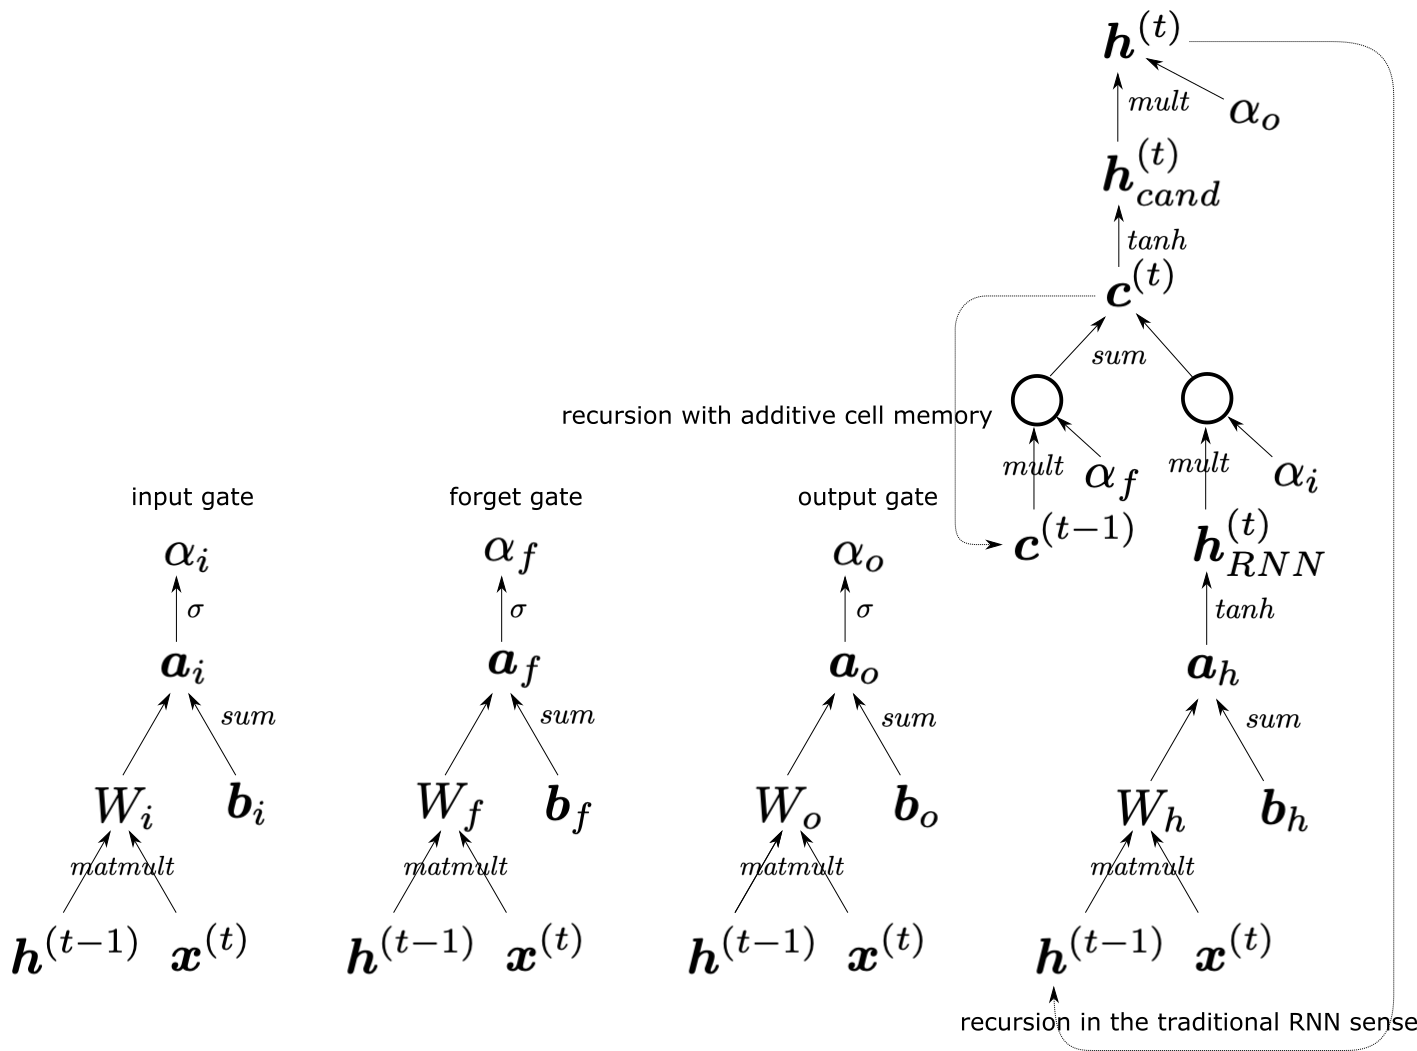 h^(t)
mult
α_o
h_cand^(t)
tanh
c^(t)
sum
recursion with additive cell memory
mult α_f mult α_i
input gate forget gate output gate
c^(t−1) h_RNN^(t)
α_i α_f α_o
σ σ σ tanh
a_i a_f a_o a_h
sum sum sum sum
W_i b_i W_f b_f W_o b_o W_h b_h
matmult matmult matmult matmult
h^(t−1) x^(t) h^(t−1) x^(t) h^(t−1) x^(t) h^(t−1) x^(t)
recursion in the traditional RNN sense